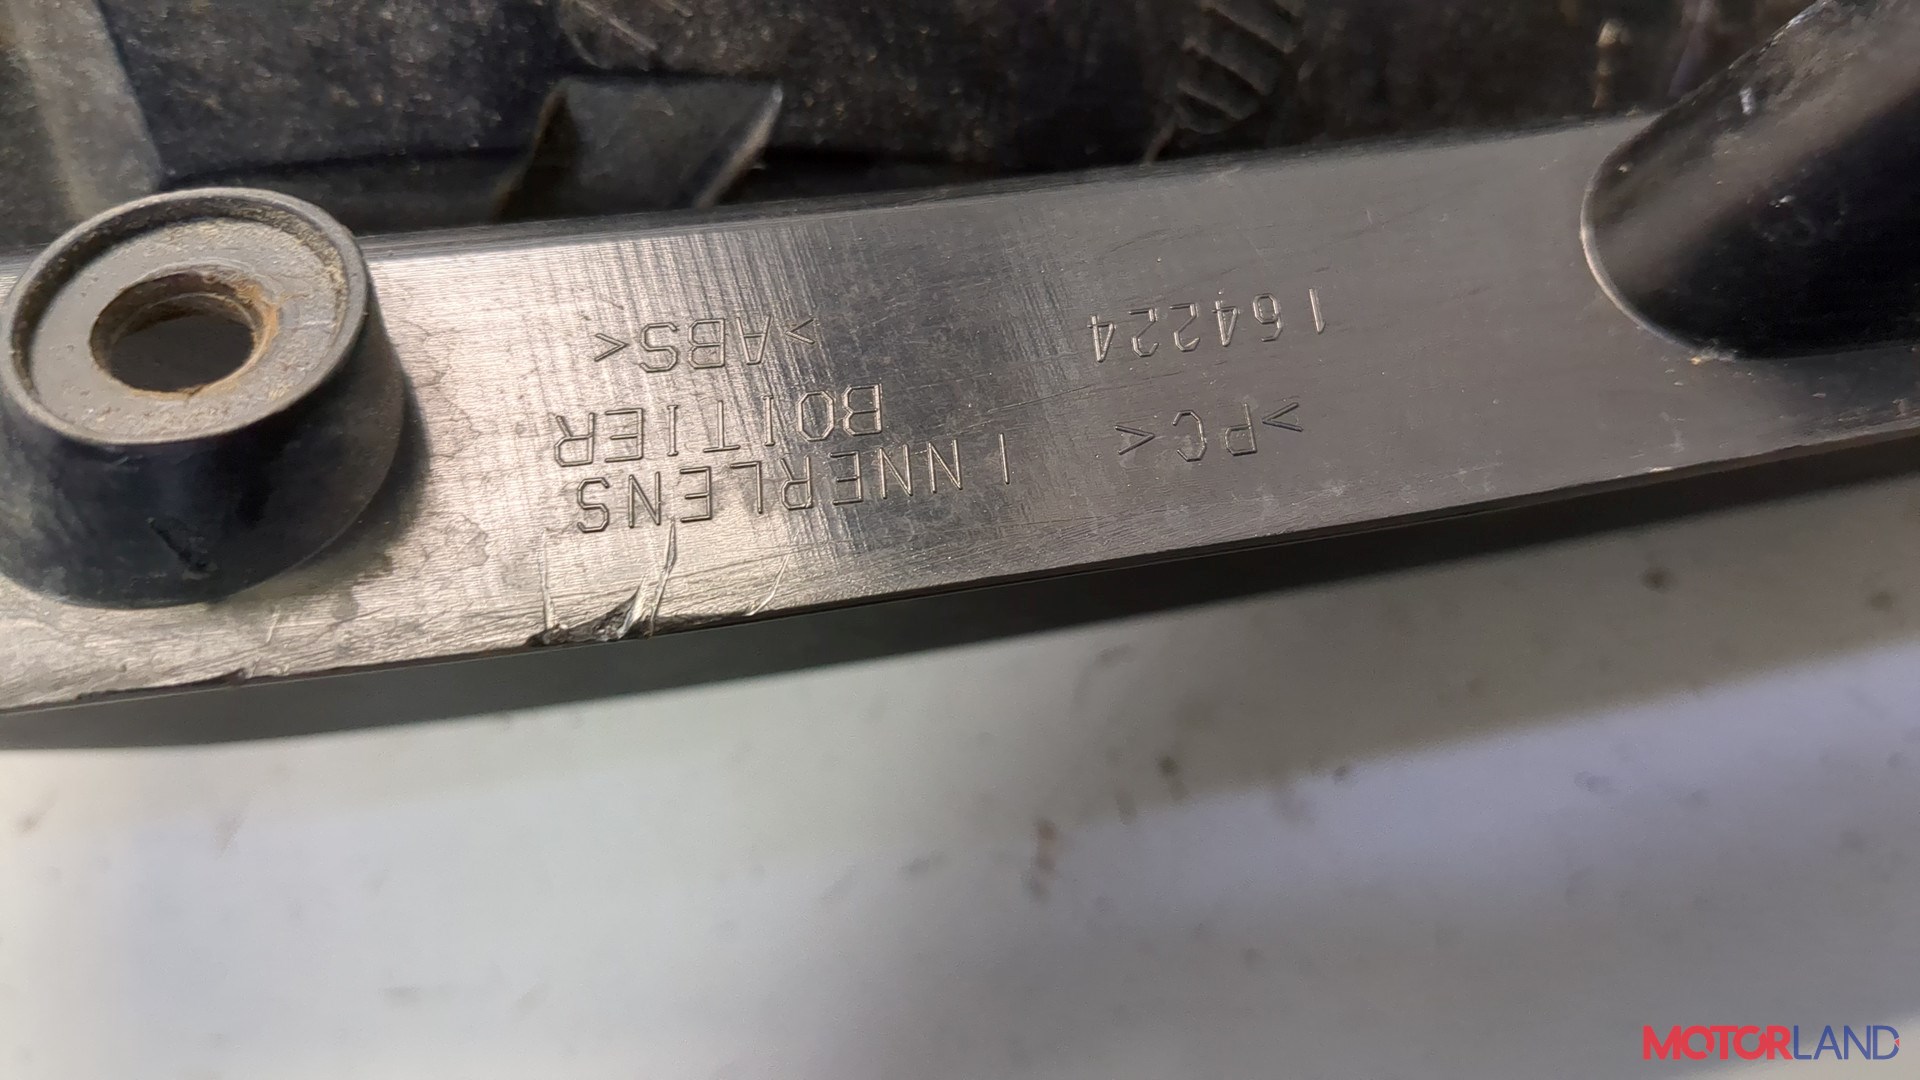 >PC< INNERLENS
164224 BOITIER
>ABS<
MOTORLAND